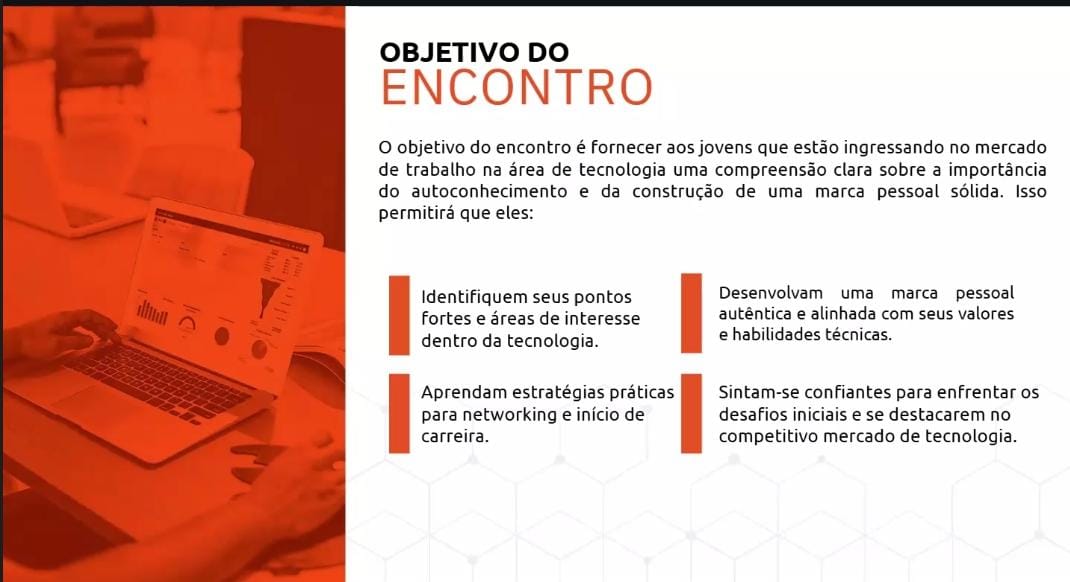 OBJETIVO DO
ENCONTRO
O objetivo do encontro é fornecer aos jovens que estão ingressando no mercado
de trabalho na área de tecnologia uma compreensão clara sobre a importância
do autoconhecimento e da construção de uma marca pessoal sólida. Isso
permitirá que eles:
Identifiquem seus pontos
fortes e áreas de interesse
dentro da tecnologia.
Desenvolvam uma marca pessoal
autêntica e alinhada com seus valores
e habilidades técnicas.
Aprendam estratégias práticas
para networking e início de
carreira.
Sintam-se confiantes para enfrentar os
desafios iniciais e se destacarem no
competitivo mercado de tecnologia.